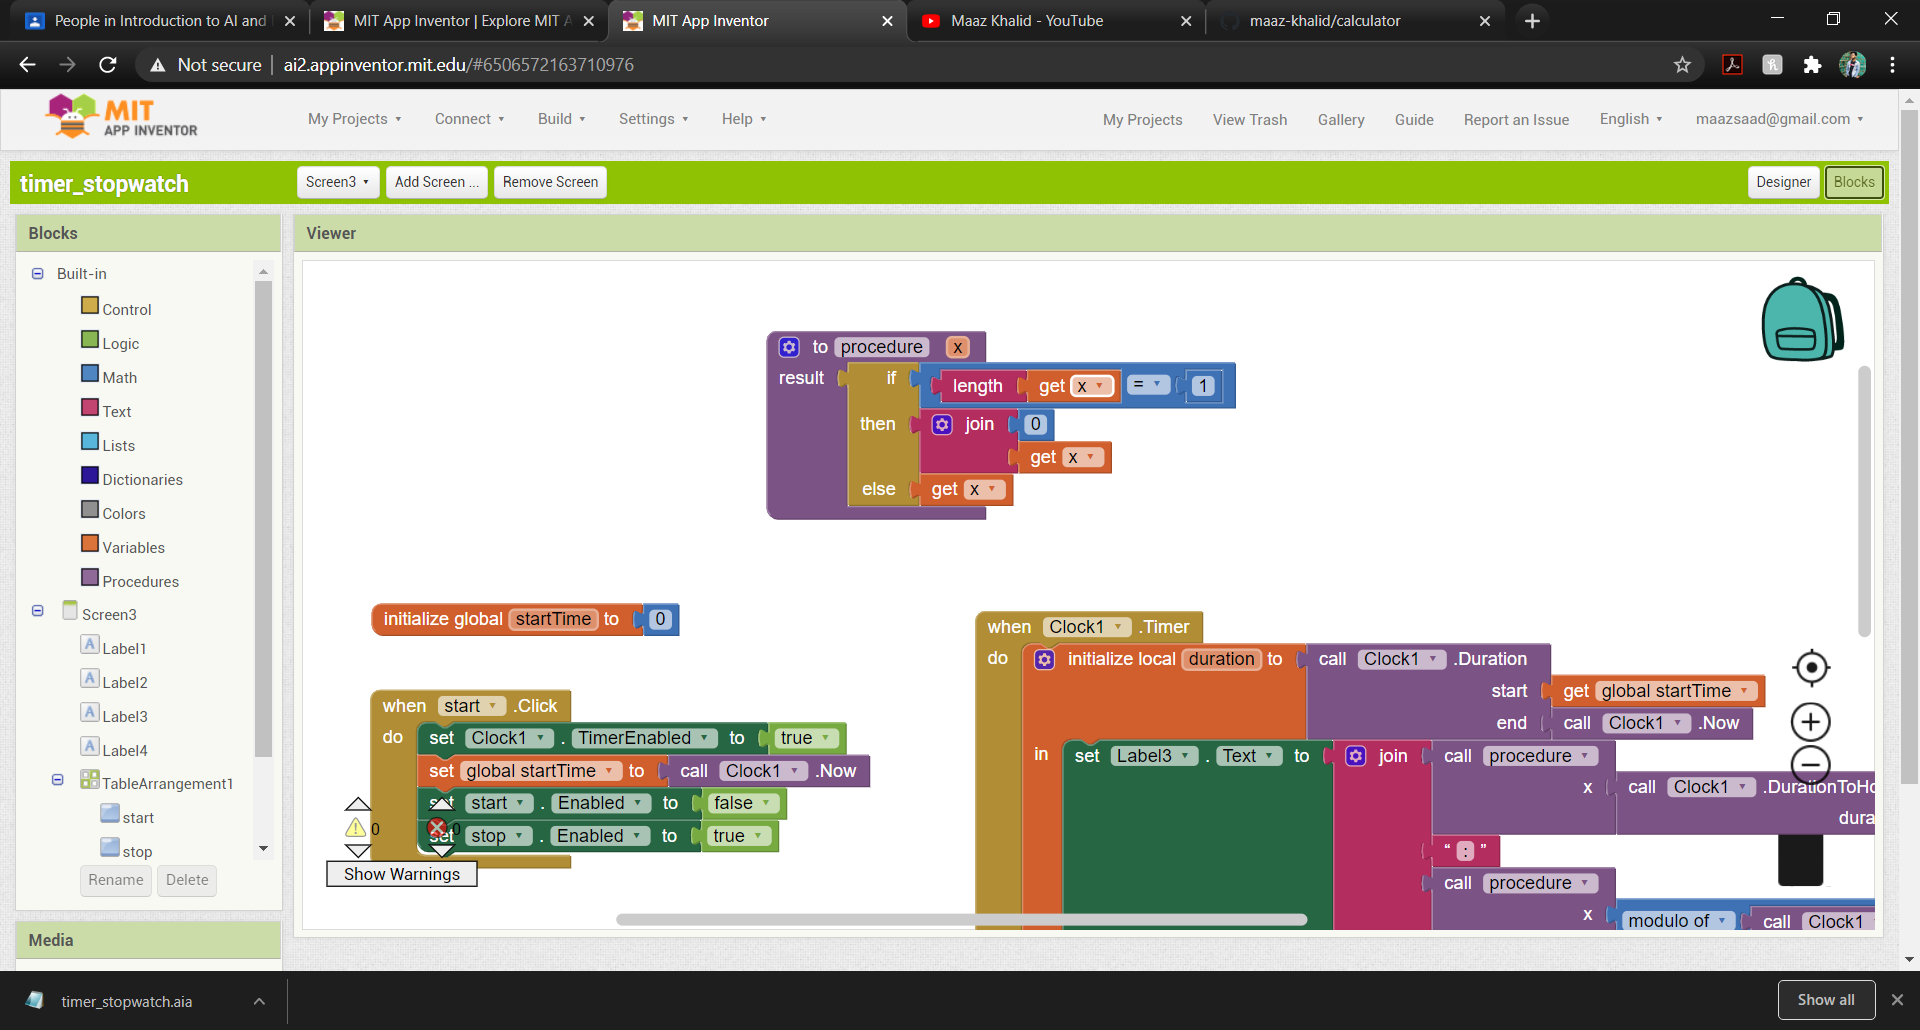 People in Introduction to AI and
MIT App Inventor | Explore MIT A
MIT App Inventor
Maaz Khalid - YouTube
maaz-khalid/calculator
Not secure | ai2.appinventor.mit.edu/#6506572163710976
MIT
APP INVENTOR
My Projects
Connect
Build
Settings
Help
My Projects
View Trash
Gallery
Guide
Report an Issue
English
maazsaad@gmail.com
timer_stopwatch
Screen3
Add Screen ...
Remove Screen
Designer
Blocks
Blocks
Built-in
Control
Logic
Math
Text
Lists
Dictionaries
Colors
Variables
Procedures
Screen3
A Label1
A Label2
A Label3
A Label4
TableArrangement1
start
stop
Rename
Delete
Media
Viewer
to procedure x
result if length get x = 1
then join 0
get x
else get x
initialize global startTime to 0
when start .Click
do set Clock1 . TimerEnabled to true
set global startTime to call Clock1 .Now
set start . Enabled to false
set stop . Enabled to true
0
0
Show Warnings
when Clock1 .Timer
do initialize local duration to call Clock1 .Duration
start get global startTime
end call Clock1 .Now
in set Label3 . Text to join call procedure
x call Clock1 .DurationToHo
dura
“ : ”
call procedure
x modulo of call Clock1
timer_stopwatch.aia
Show all